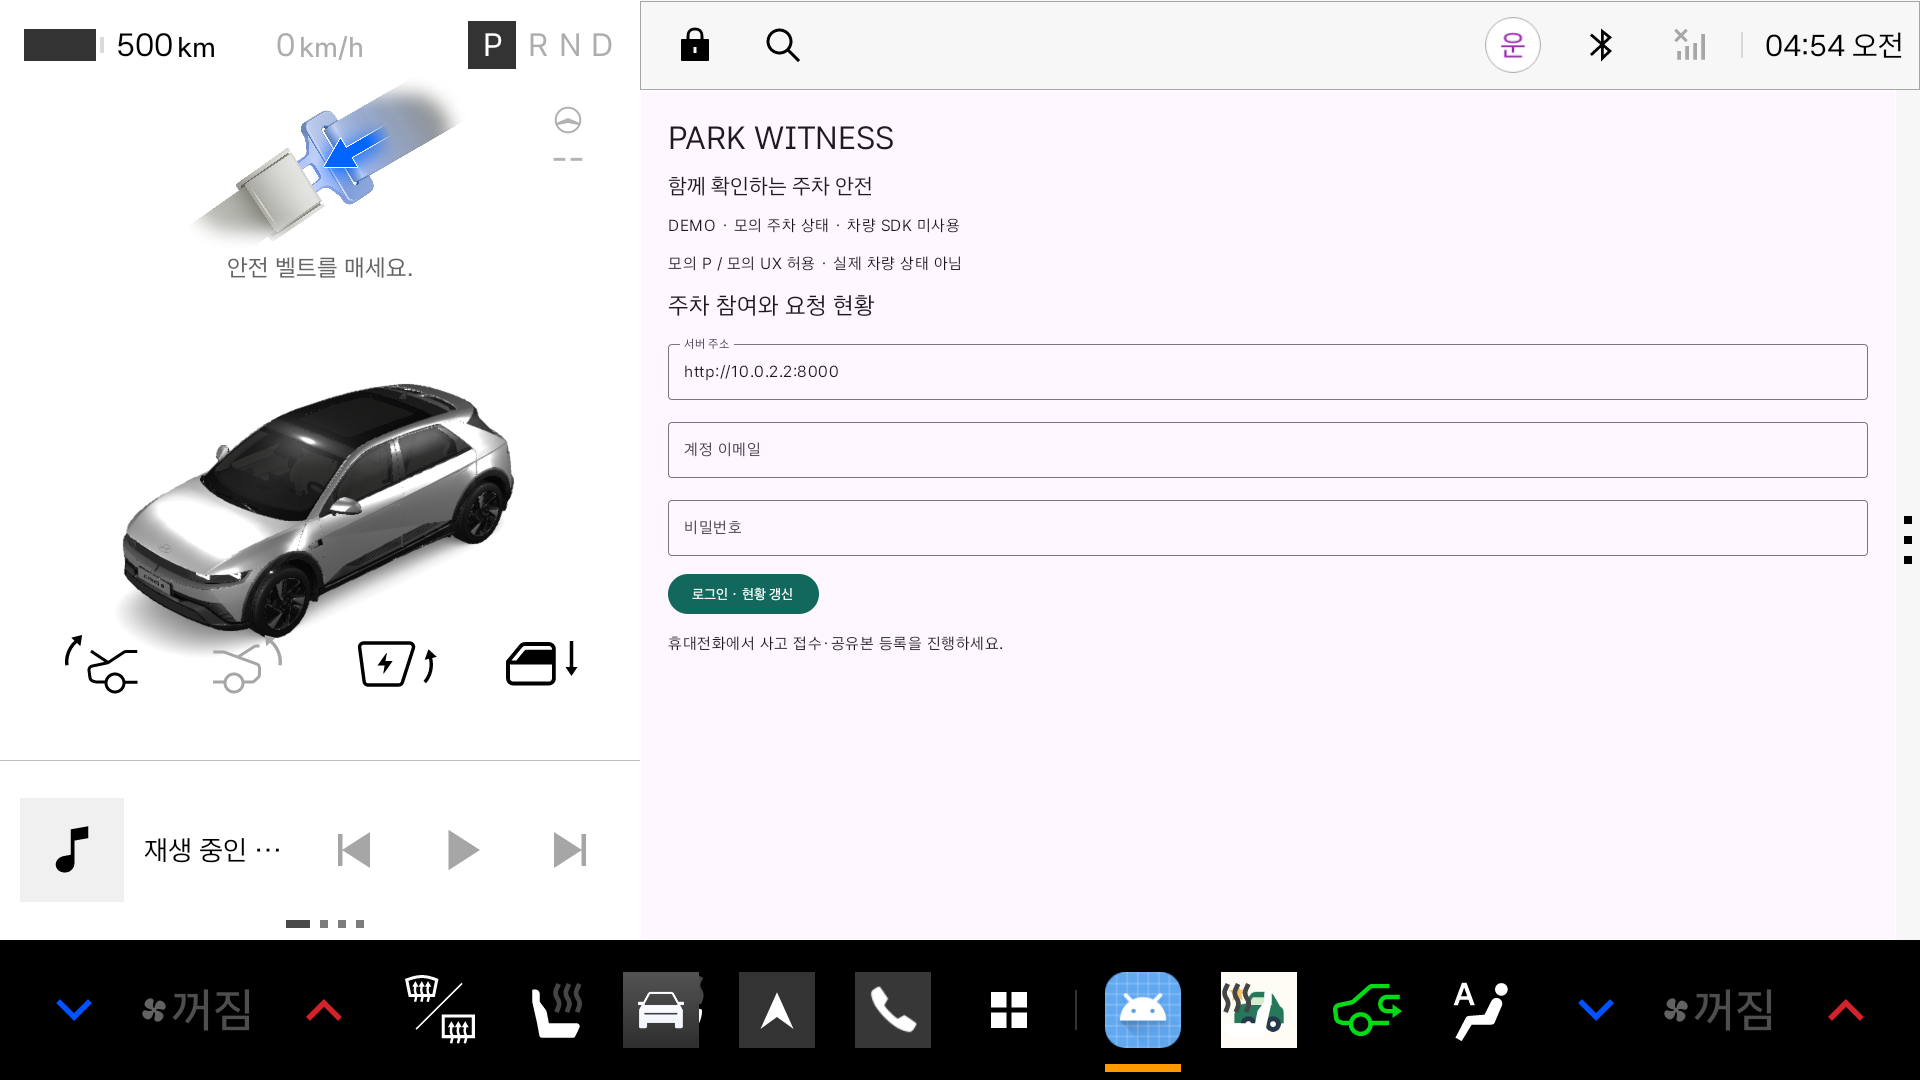 500 km
0 km/h
P R N D
안전 벨트를 매세요.
재생 중인 ···
운
04:54 오전
PARK WITNESS
함께 확인하는 주차 안전
DEMO · 모의 주차 상태 · 차량 SDK 미사용
모의 P / 모의 UX 허용 · 실제 차량 상태 아님
주차 참여와 요청 현황
서버 주소
http://10.0.2.2:8000
계정 이메일
비밀번호
로그인 · 현황 갱신
휴대전화에서 사고 접수·공유본 등록을 진행하세요.
꺼짐
A
꺼짐